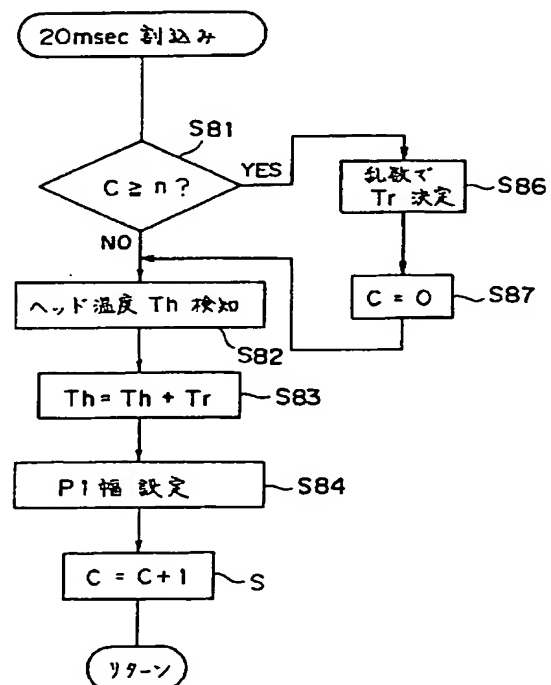 20msec 割込み
S81
C ≥ n ?
YES
NO
乱数で
Tr 決定
S86
C = 0
S87
ヘッド温度 Th 検知
S82
Th = Th + Tr
S83
P1幅 設定
S84
C = C+1
S
リターン